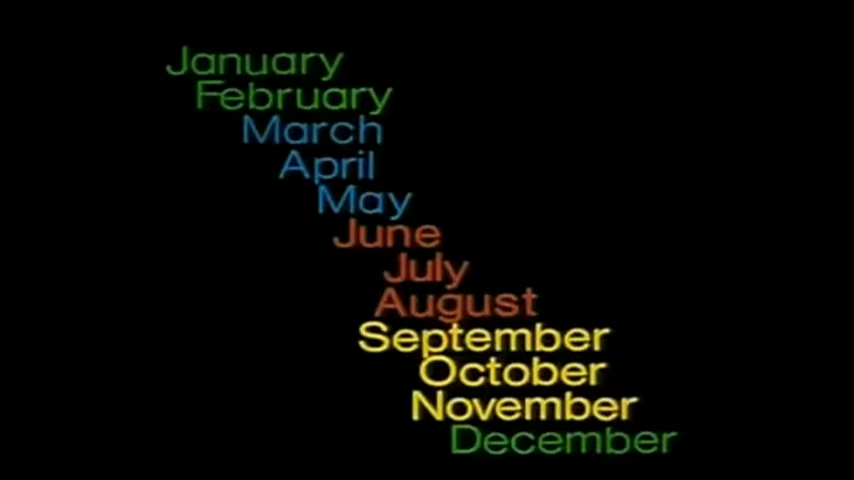 January
February
March
April
May
June
July
August
September
October
November
December